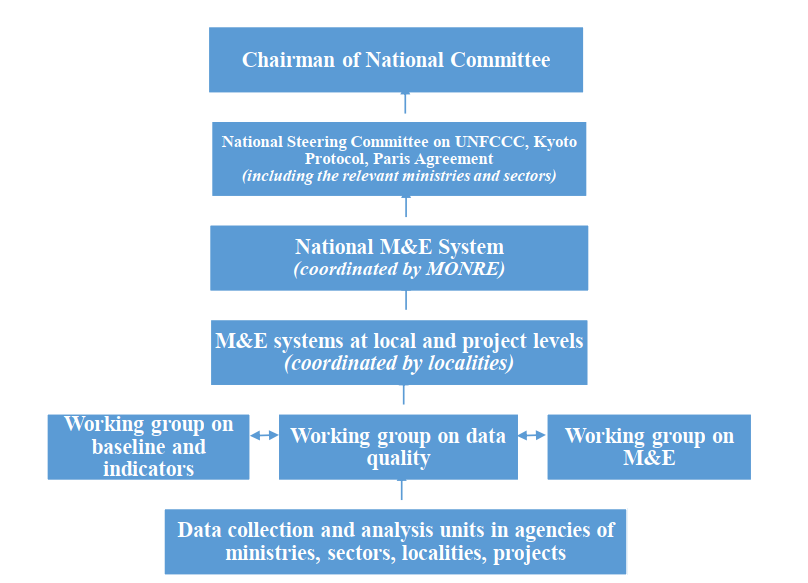 Chairman of National Committee
National Steering Committee on UNFCCC, Kyoto
Protocol, Paris Agreement
(including the relevant ministries and sectors)
National M&E System
(coordinated by MONRE)
M&E systems at local and project levels
(coordinated by localities)
Working group on
baseline and
indicators
Working group on data
quality
Working group on
M&E
Data collection and analysis units in agencies of
ministries, sectors, localities, projects